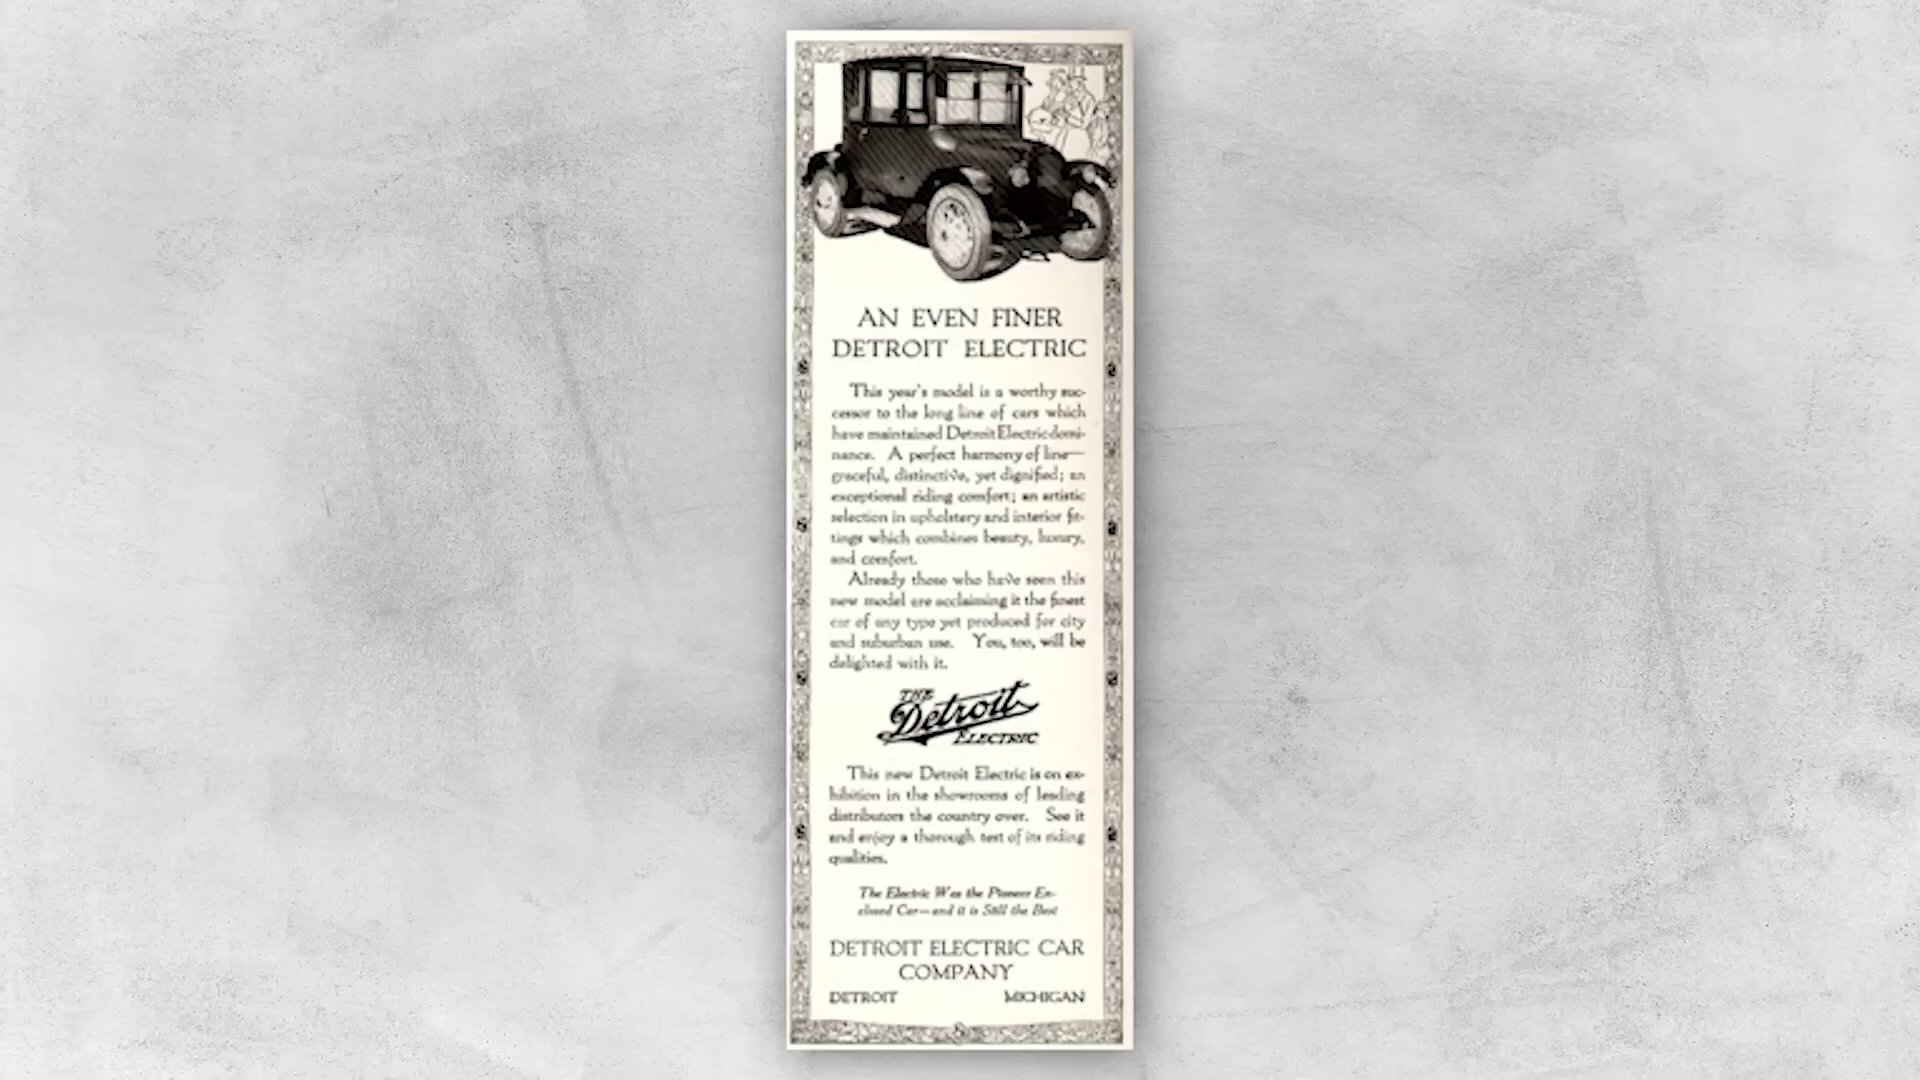 AN EVEN FINER
DETROIT ELECTRIC
This year's model is a worthy suc-
cessor to the long line of cars which
have maintained Detroit Electric domi-
nance. A perfect harmony of line—
graceful, distinctive, yet dignified; an
exceptional riding comfort; an artistic
selection in upholstery and interior fit-
tings which combines beauty, luxury,
and comfort.
Already those who have seen this
new model are acclaiming it the finest
car of any type yet produced for city
and suburban use. You, too, will be
delighted with it.
THE
Detroit
ELECTRIC
This new Detroit Electric is on ex-
hibition in the showrooms of leading
distributors the country over. See it
and enjoy a thorough test of its riding
qualities.
The Electric Was the Pioneer En-
closed Car—and it is Still the Best
DETROIT ELECTRIC CAR
COMPANY
DETROIT MICHIGAN